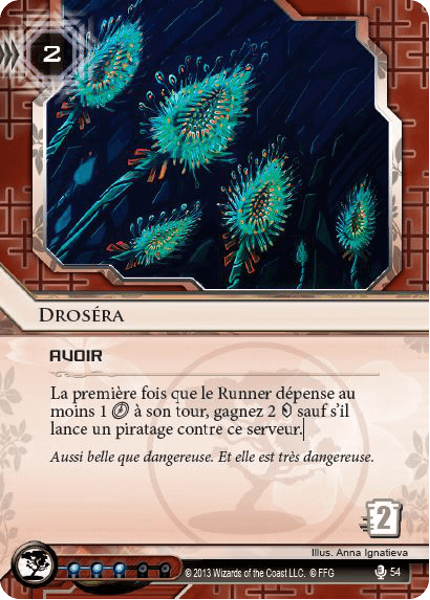 2
DROSÉRA
AVOIR
La première fois que le Runner dépense au
moins 1 à son tour, gagnez 2 sauf s'il
lance un piratage contre ce serveur.
Aussi belle que dangereuse. Et elle est très dangereuse.
2
Illus. Anna Ignatieva
© 2013 Wizards of the Coast LLC. © FFG 54